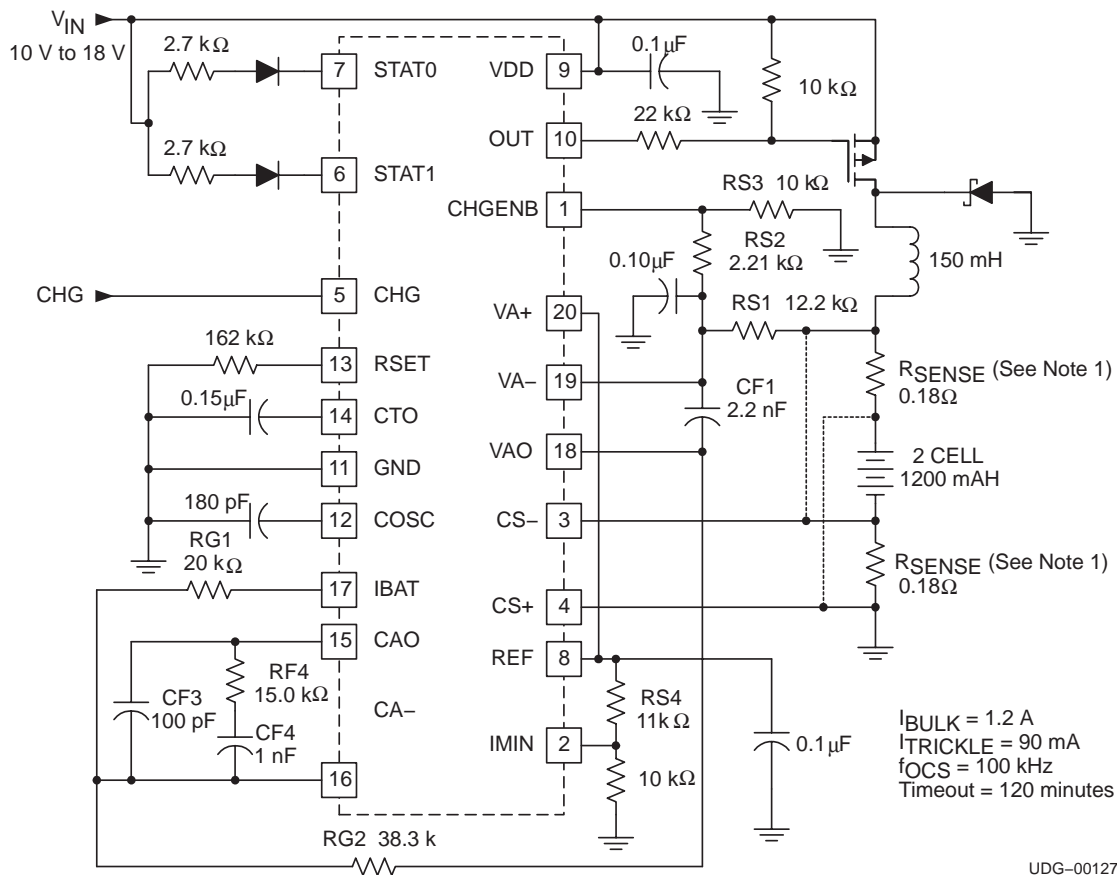 VIN
10 V to 18 V
2.7 kΩ
7
STAT0
VDD
9
0.1 µF
10 kΩ
22 kΩ
OUT
10
2.7 kΩ
6
STAT1
CHGENB
1
RS3 10 kΩ
RS2
2.21 kΩ
0.10µF
150 mH
CHG
5
CHG
VA+
20
RS1 12.2 kΩ
162 kΩ
13
RSET
RSENSE (See Note 1)
0.18Ω
VA–
19
CF1
2.2 nF
0.15µF
14
CTO
VAO
18
2 CELL
1200 mAH
11
GND
180 pF
12
COSC
CS–
3
RSENSE (See Note 1)
0.18Ω
RG1
20 kΩ
17
IBAT
CS+
4
15
CAO
REF
8
RF4
15.0 kΩ
CF3
100 pF
CA–
CF4
1 nF
RS4
11k Ω
IMIN
2
0.1µF
16
10 kΩ
IBULK = 1.2 A
ITRICKLE = 90 mA
fOCS = 100 kHz
Timeout = 120 minutes
RG2 38.3 k
UDG–00127